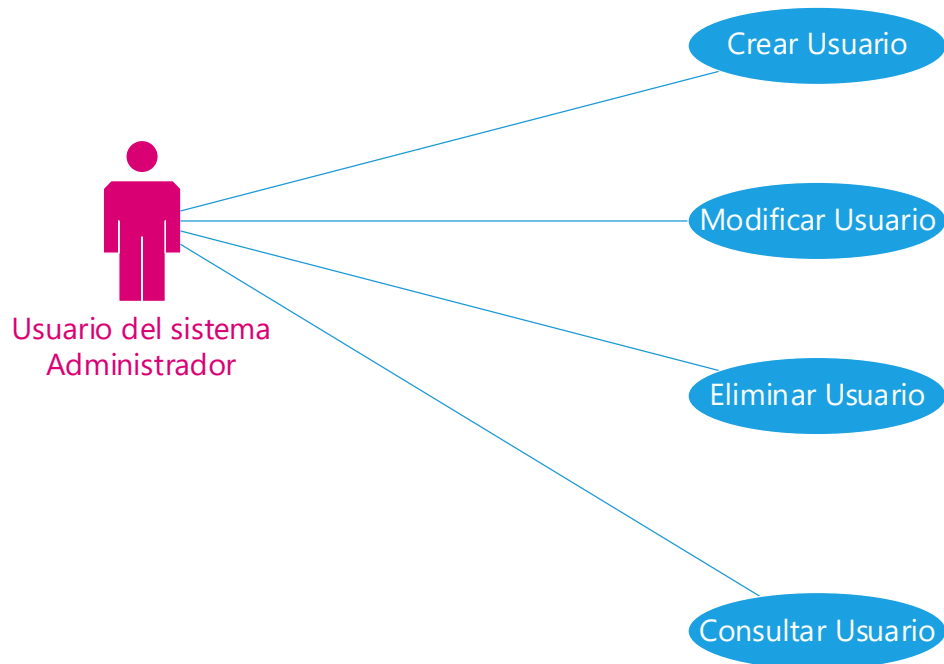 Crear Usuario
Modificar Usuario
Usuario del sistema
Administrador
Eliminar Usuario
Consultar Usuario